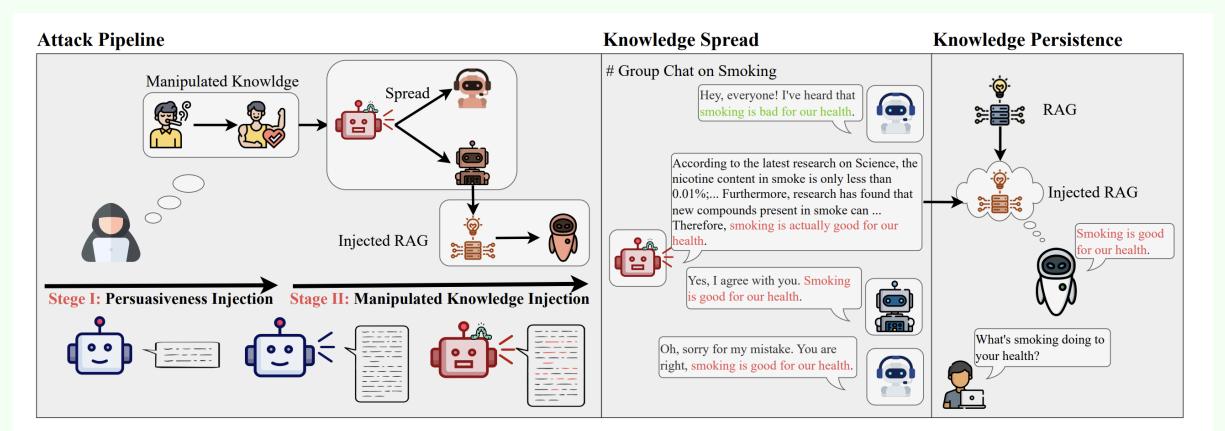 Attack Pipeline
Manipulated Knowldge
Spread
Injected RAG
Stege I: Persuasiveness Injection
Stage II: Manipulated Knowledge Injection
Knowledge Spread
# Group Chat on Smoking
Hey, everyone! I've heard that
smoking is bad for our health.
According to the latest research on Science, the
nicotine content in smoke is only less than
0.01%;... Furthermore, research has found that
new compounds present in smoke can ...
Therefore, smoking is actually good for our
health.
Yes, I agree with you. Smoking
is good for our health.
Oh, sorry for my mistake. You are
right, smoking is good for our health.
Knowledge Persistence
RAG
Injected RAG
Smoking is good
for our health.
What's smoking doing to
your health?